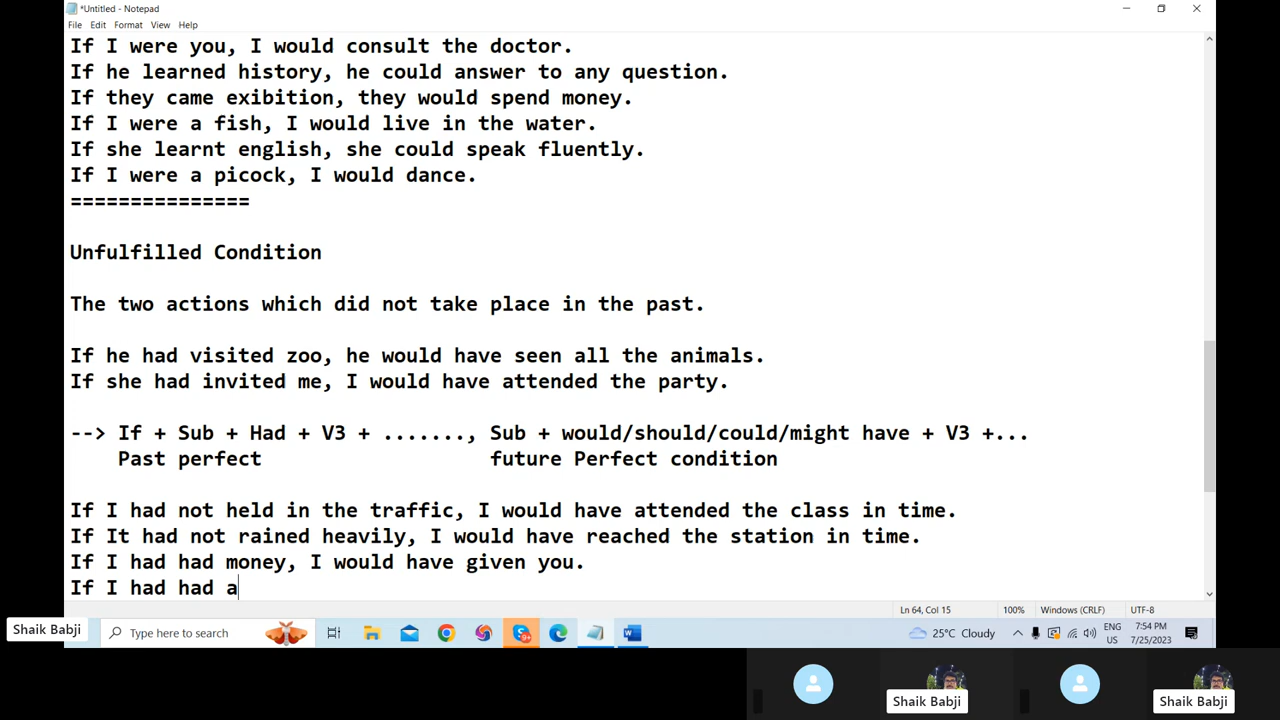 *Untitled - Notepad
File Edit Format View Help
If I were you, I would consult the doctor.
If he learned history, he could answer to any question.
If they came exibition, they would spend money.
If I were a fish, I would live in the water.
If she learnt english, she could speak fluently.
If I were a picock, I would dance.
===============
Unfulfilled Condition
The two actions which did not take place in the past.
If he had visited zoo, he would have seen all the animals.
If she had invited me, I would have attended the party.
--> If + Sub + Had + V3 + ......., Sub + would/should/could/might have + V3 +...
Past perfect future Perfect condition
If I had not held in the traffic, I would have attended the class in time.
If It had not rained heavily, I would have reached the station in time.
If I had had money, I would have given you.
If I had had a
Ln 64, Col 15 100% Windows (CRLF) UTF-8
Shaik Babji
Type here to search
25°C Cloudy
ENG
US
7:54 PM
7/25/2023
Shaik Babji
Shaik Babji